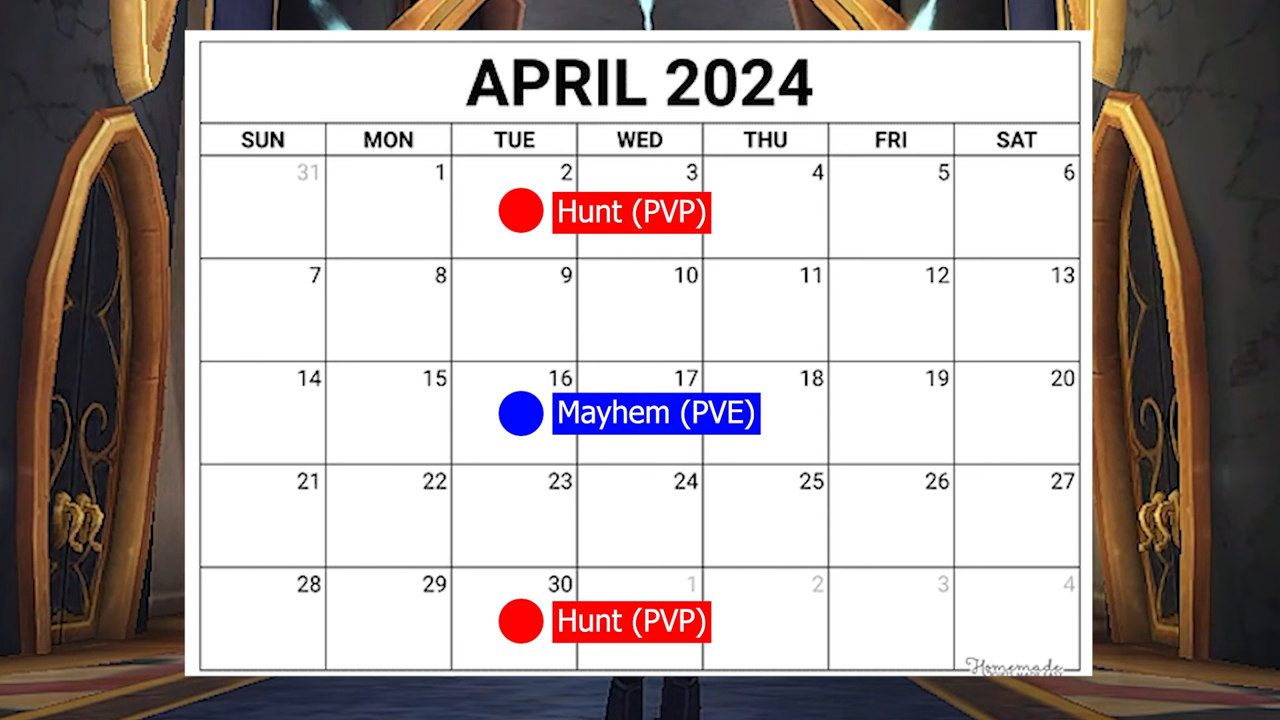 APRIL 2024
SUN MON TUE WED THU FRI SAT
31 1 2 3 4 5 6
Hunt (PVP)
7 8 9 10 11 12 13
14 15 16 17 18 19 20
Mayhem (PVE)
21 22 23 24 25 26 27
28 29 30 1 2 3 4
Hunt (PVP)
Homemade